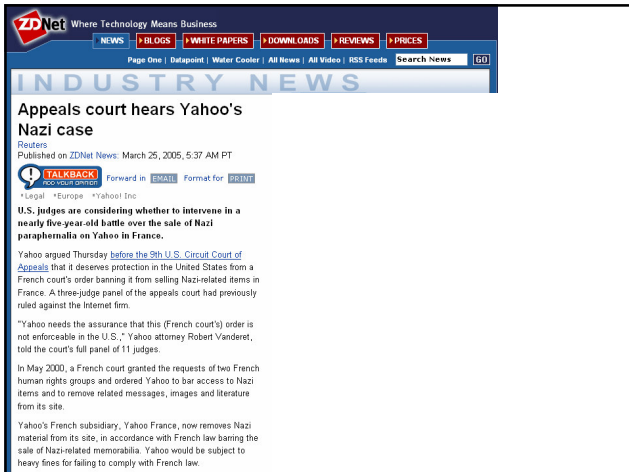 ZDNet Where Technology Means Business
NEWS BLOGS WHITE PAPERS DOWNLOADS REVIEWS PRICES
Page One | Datapoint | Water Cooler | All News | All Video | RSS Feeds Search News GO
INDUSTRY NEWS
Appeals court hears Yahoo's
Nazi case
Reuters
Published on ZDNet News: March 25, 2005, 5:37 AM PT
TALKBACK
ADD YOUR OPINION
Forward in EMAIL Format for PRINT
*Legal *Europe *Yahoo! Inc
U.S. judges are considering whether to intervene in a
nearly five-year-old battle over the sale of Nazi
paraphernalia on Yahoo in France.
Yahoo argued Thursday before the 9th U.S. Circuit Court of
Appeals that it deserves protection in the United States from a
French court's order banning it from selling Nazi-related items in
France. A three-judge panel of the appeals court had previously
ruled against the Internet firm.
"Yahoo needs the assurance that this (French court's) order is
not enforceable in the U.S.," Yahoo attorney Robert Vanderet,
told the court's full panel of 11 judges.
In May 2000, a French court granted the requests of two French
human rights groups and ordered Yahoo to bar access to Nazi
items and to remove related messages, images and literature
from its site.
Yahoo's French subsidiary, Yahoo France, now removes Nazi
material from its site, in accordance with French law barring the
sale of Nazi-related memorabilia. Yahoo would be subject to
heavy fines for failing to comply with French law.